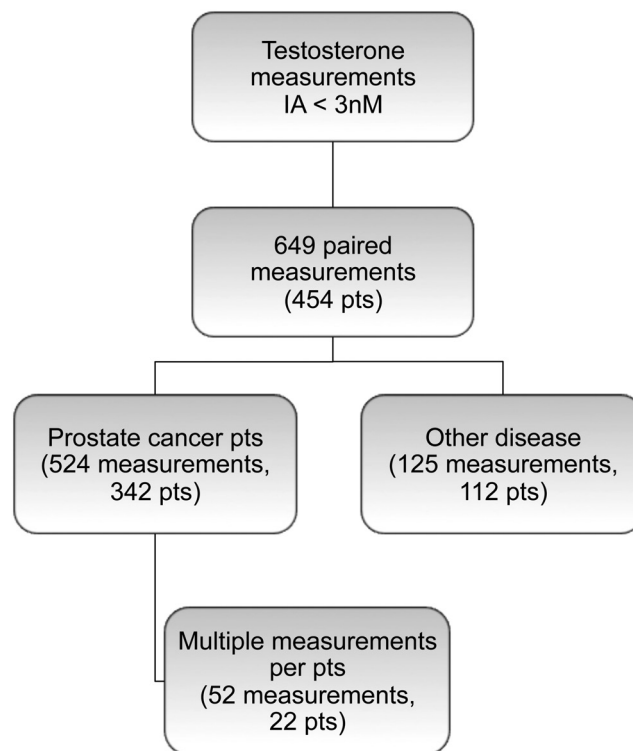 Testosterone
measurements
IA < 3nM
649 paired
measurements
(454 pts)
Prostate cancer pts
(524 measurements,
342 pts)
Other disease
(125 measurements,
112 pts)
Multiple measurements
per pts
(52 measurements,
22 pts)